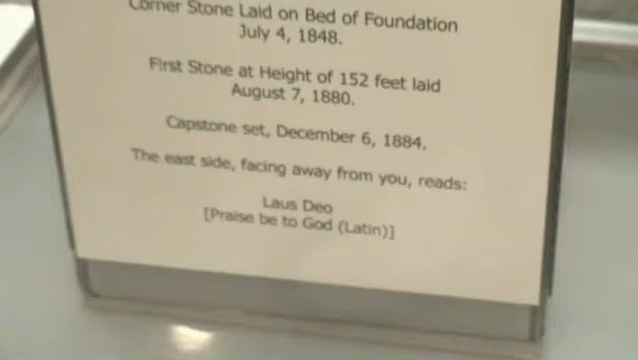 Corner Stone Laid on Bed of Foundation
July 4, 1848.
First Stone at Height of 152 feet laid
August 7, 1880.
Capstone set, December 6, 1884.
The east side, facing away from you, reads:
Laus Deo
[Praise be to God (Latin)]